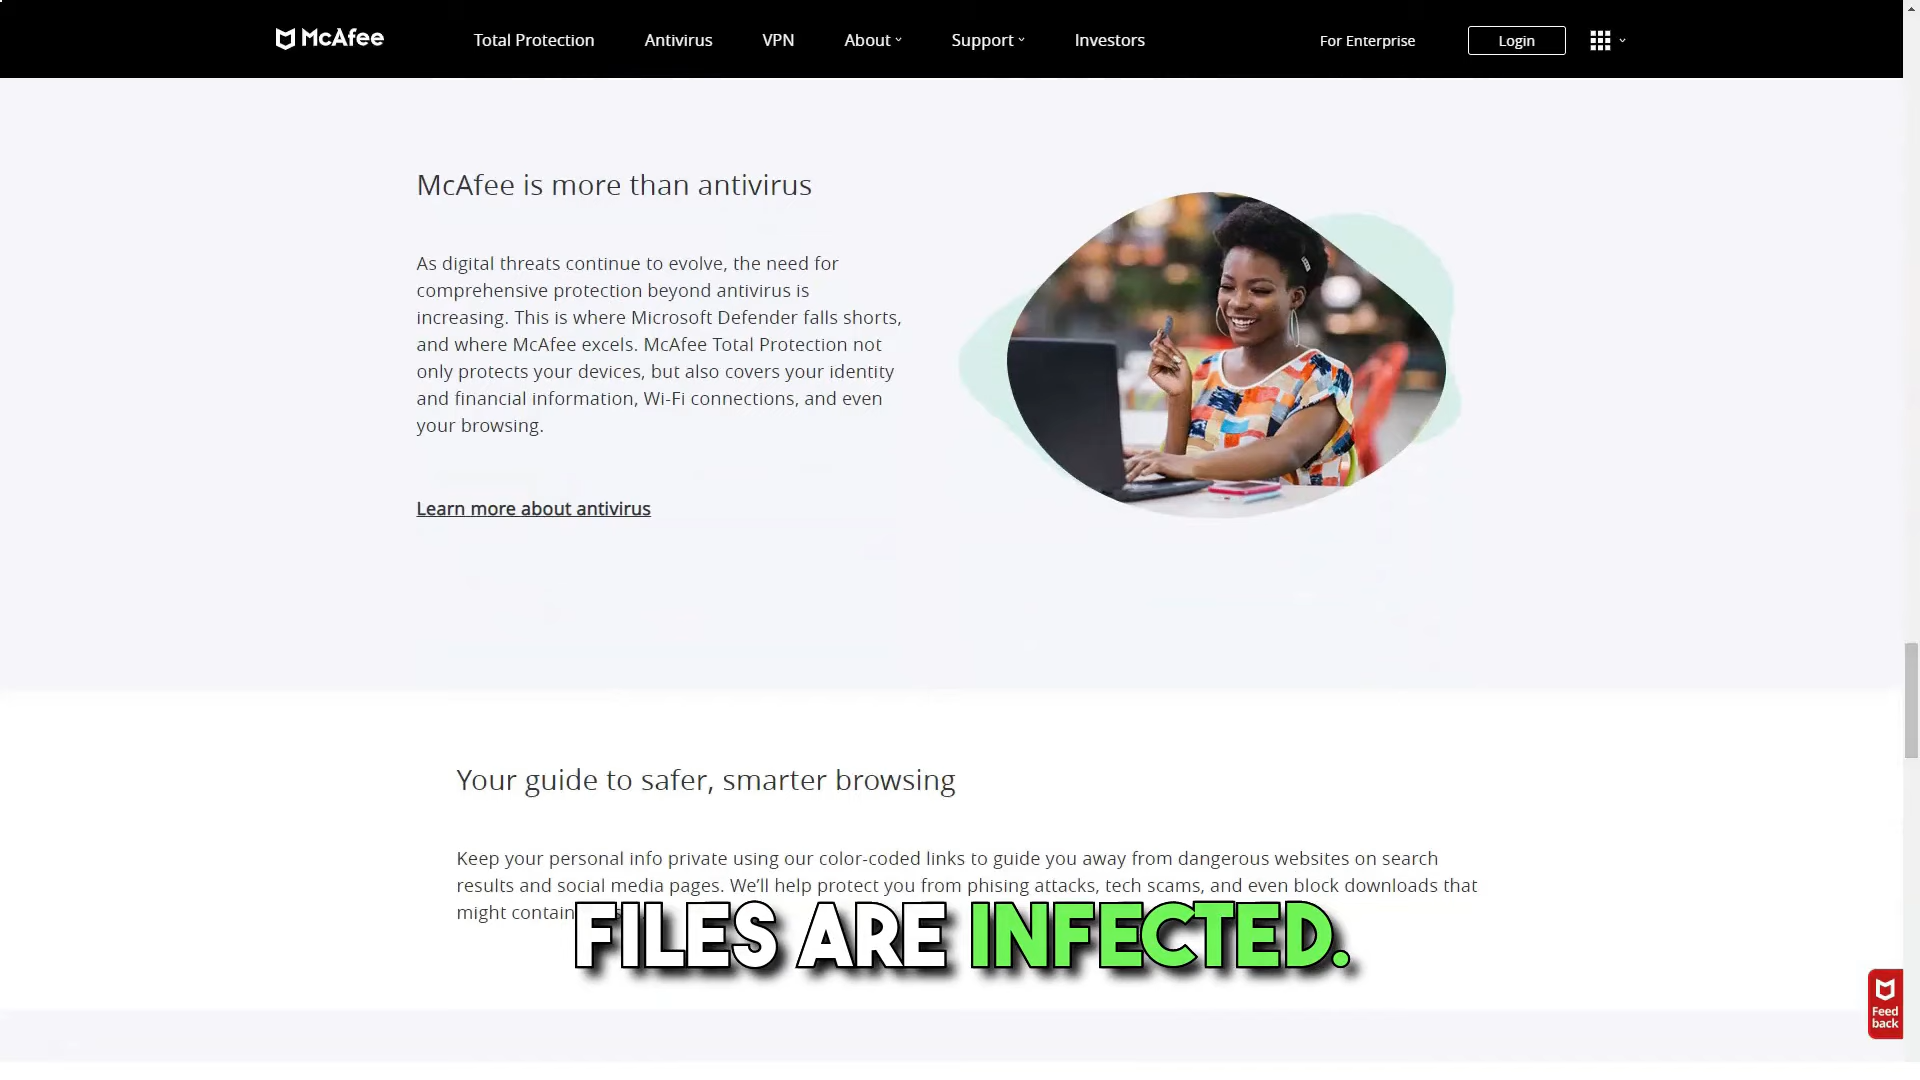 McAfee
Total Protection
Antivirus
VPN
About
Support
Investors
For Enterprise
Login
McAfee is more than antivirus
As digital threats continue to evolve, the need for
comprehensive protection beyond antivirus is
increasing. This is where Microsoft Defender falls shorts,
and where McAfee excels. McAfee Total Protection not
only protects your devices, but also covers your identity
and financial information, Wi-Fi connections, and even
your browsing.
Learn more about antivirus
Your guide to safer, smarter browsing
Keep your personal info private using our color-coded links to guide you away from dangerous websites on search
results and social media pages. We'll help protect you from phising attacks, tech scams, and even block downloads that
might contain
FILES ARE INFECTED.
Feed
back